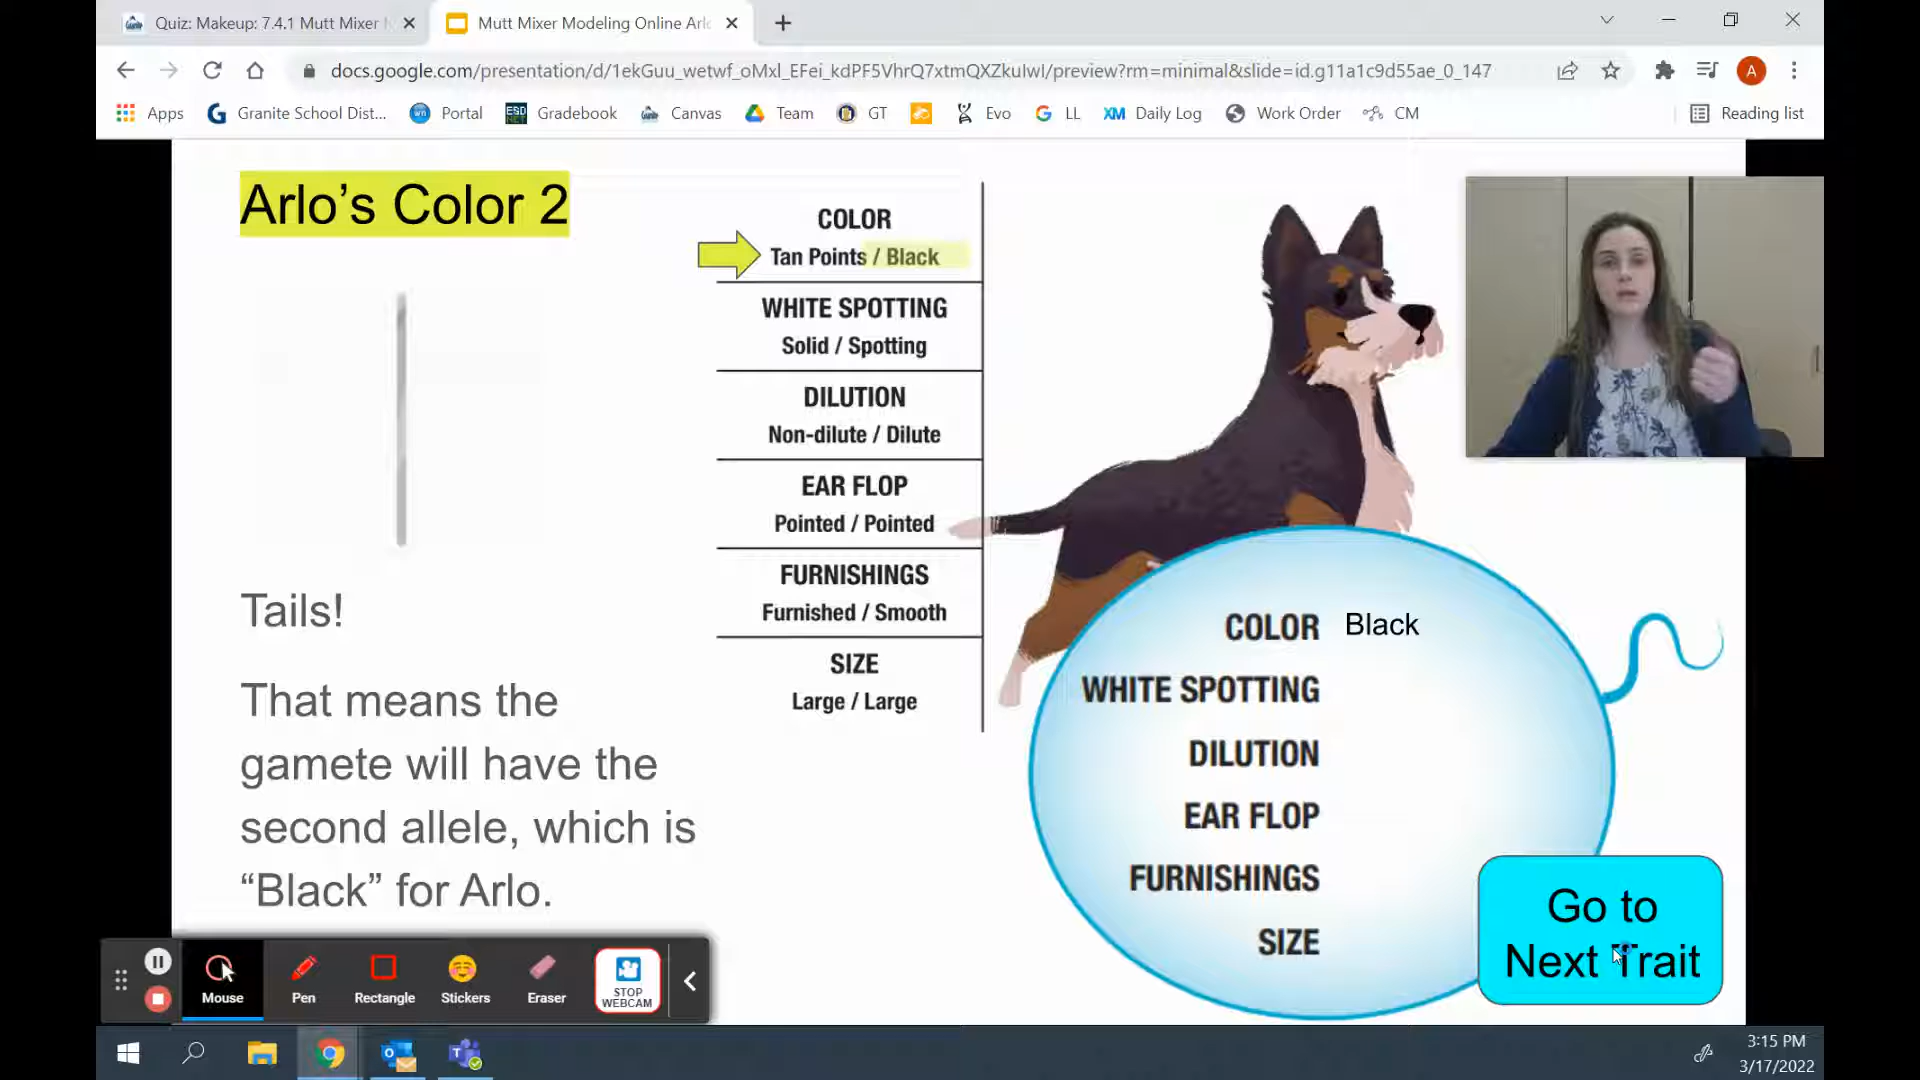 Quiz: Makeup: 7.4.1 Mutt Mixer
Mutt Mixer Modeling Online Arl
docs.google.com/presentation/d/1ekGuu_wetwf_oMxl_EFei_kdPF5VhrQ7xtmQXZkuIwI/preview?rm=minimal&slide=id.g11a1c9d55ae_0_147
A
Apps
Granite School Dist...
Portal
Gradebook
Canvas
Team
GT
Evo
LL
XM Daily Log
Work Order
CM
Reading list
Arlo's Color 2
Tails!
That means the
gamete will have the
second allele, which is
“Black” for Arlo.
COLOR
Tan Points / Black
WHITE SPOTTING
Solid / Spotting
DILUTION
Non-dilute / Dilute
EAR FLOP
Pointed / Pointed
FURNISHINGS
Furnished / Smooth
SIZE
Large / Large
COLOR Black
WHITE SPOTTING
DILUTION
EAR FLOP
FURNISHINGS
SIZE
Go to
Next Trait
Mouse
Pen
Rectangle
Stickers
Eraser
STOP
WEBCAM
3:15 PM
3/17/2022